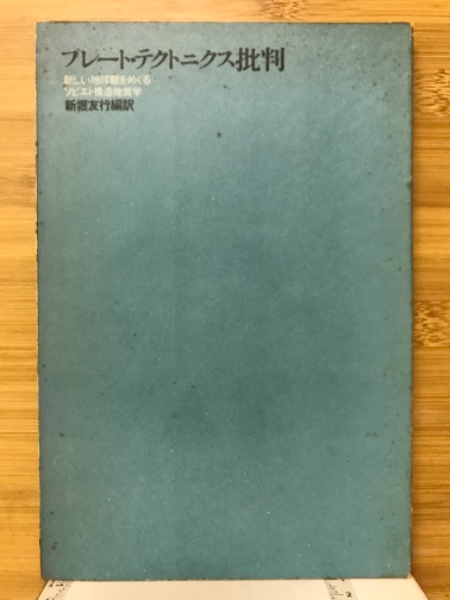 プレート・テクトニクス批判
新しい地球観をめぐる
ソビエト構造地質学
新堀友行編訳